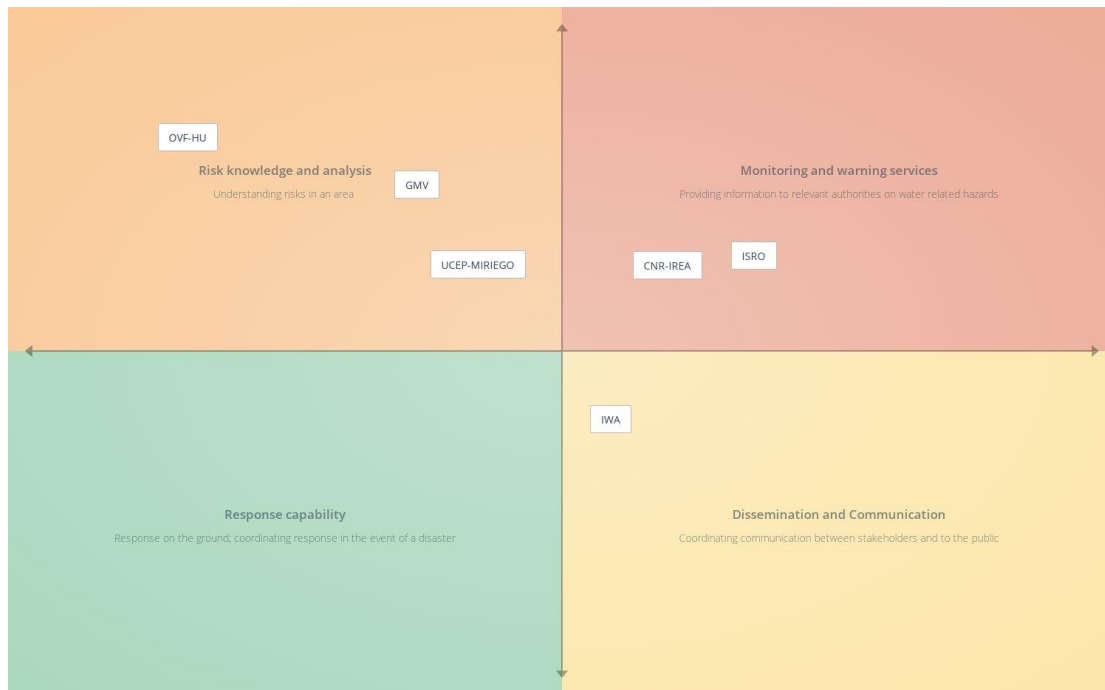 OVF-HU
Risk knowledge and analysis
Understanding risks in an area
GMV
UCEP-MIRIEGO
Monitoring and warning services
Providing information to relevant authorities on water related hazards
CNR-IREA
ISRO
Response capability
Response on the ground; coordinating response in the event of a disaster
IWA
Dissemination and Communication
Coordinating communication between stakeholders and to the public